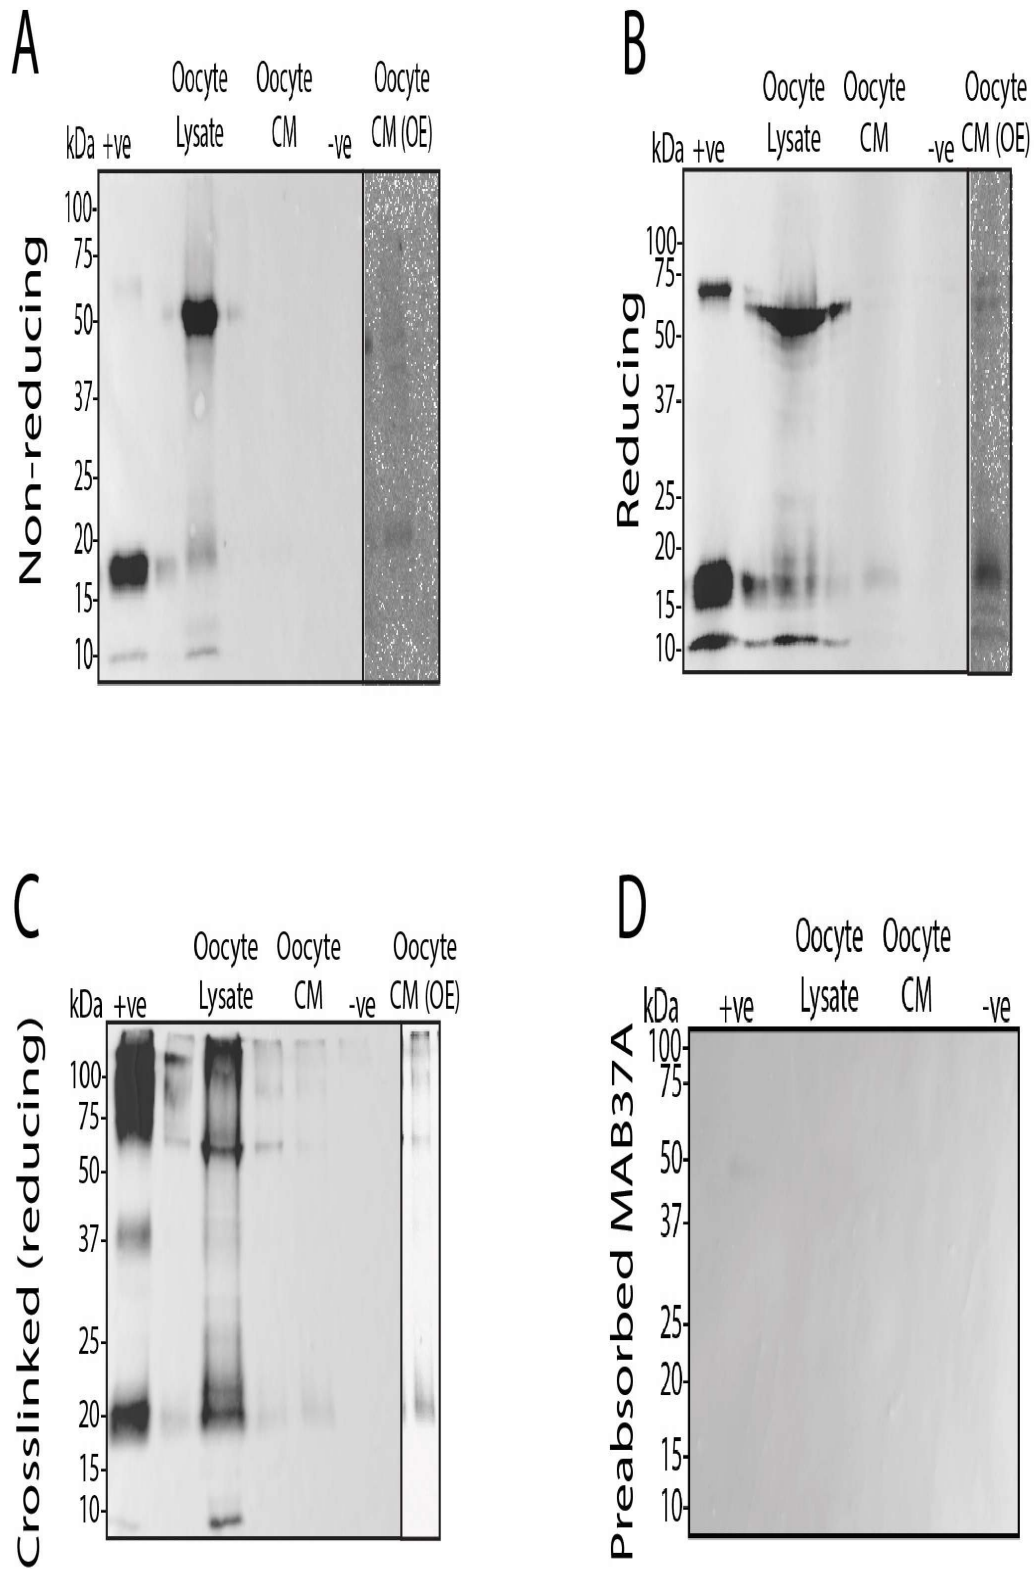 A
Oocyte Oocyte Oocyte
kDa +ve Lysate CM -ve CM (OE)
Non-reducing
100-
75-
50-
37-
25-
20-
15-
10-
B
Oocyte Oocyte Oocyte
kDa +ve Lysate CM -ve CM (OE)
Reducing
100-
75-
50-
37-
25-
20-
15-
10-
C
Oocyte Oocyte Oocyte
kDa +ve Lysate CM -ve CM (OE)
Crosslinked (reducing)
100-
75-
50-
37-
25-
20-
15-
10-
D
Oocyte Oocyte
kDa +ve Lysate CM -ve
Preabsorbed MAB37A
100-
75-
50-
37-
25-
20-
15-
10-